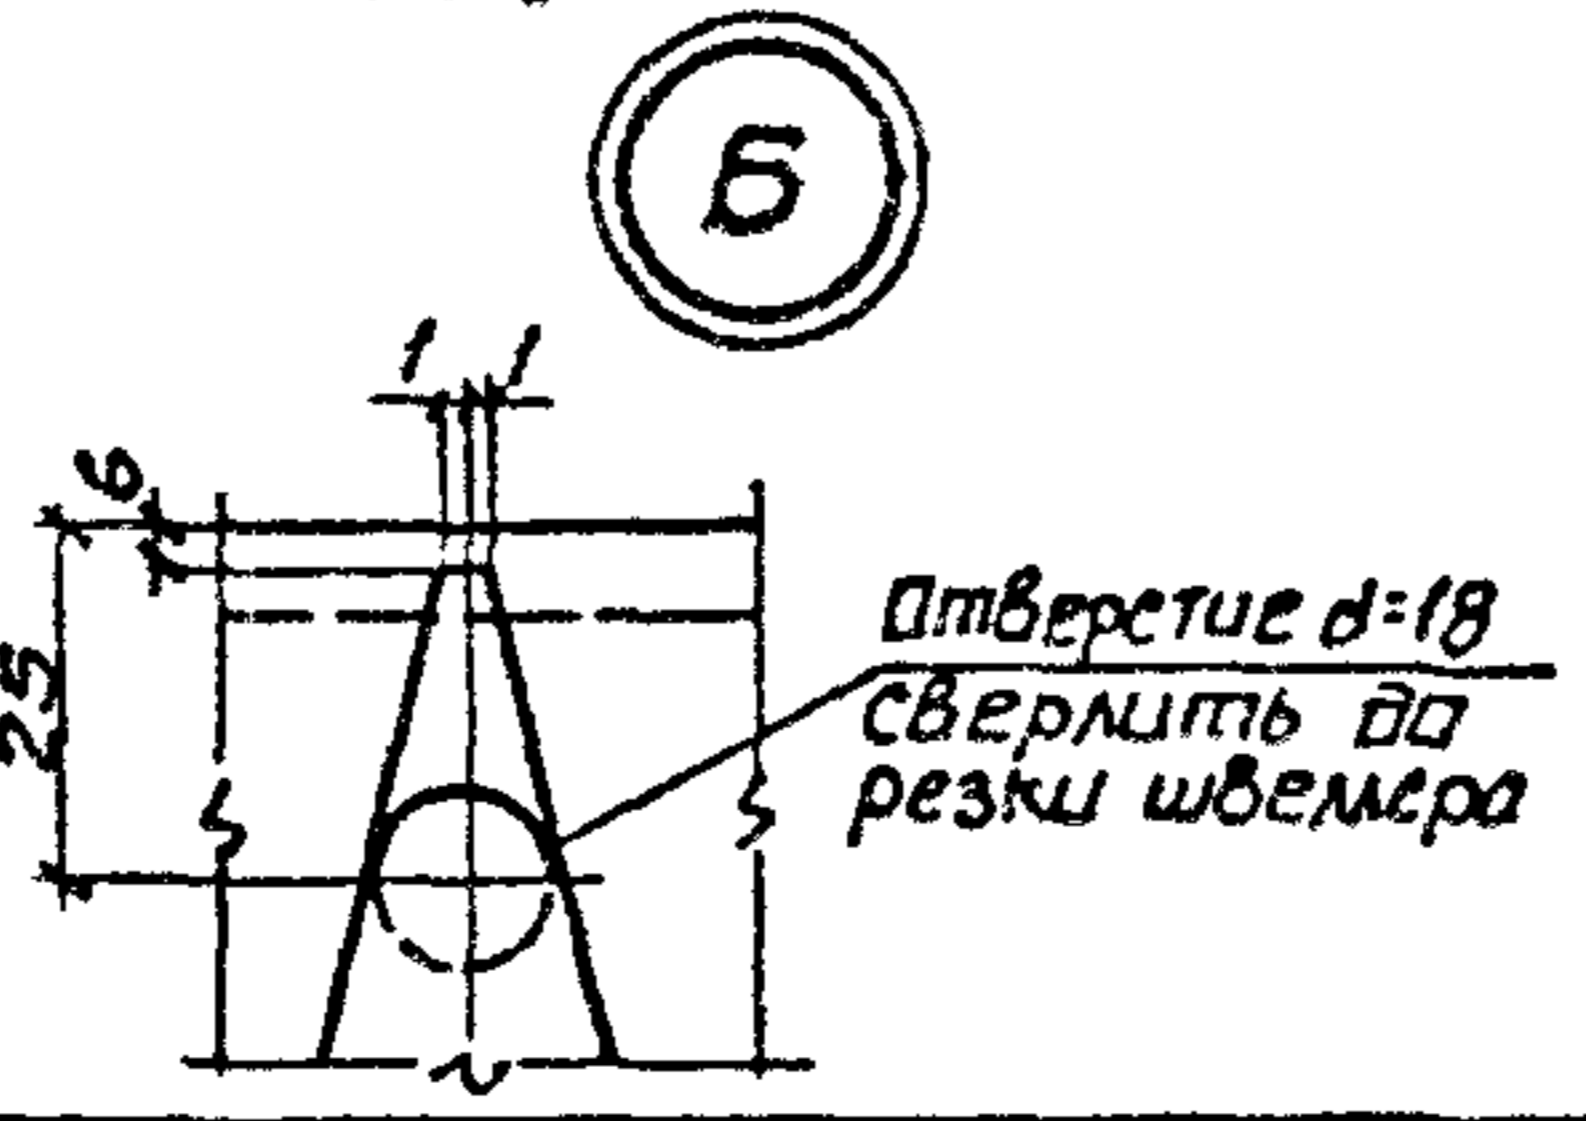 Б
1 1
6
25
Отверстие d=18
сверлить до
резки швеллера